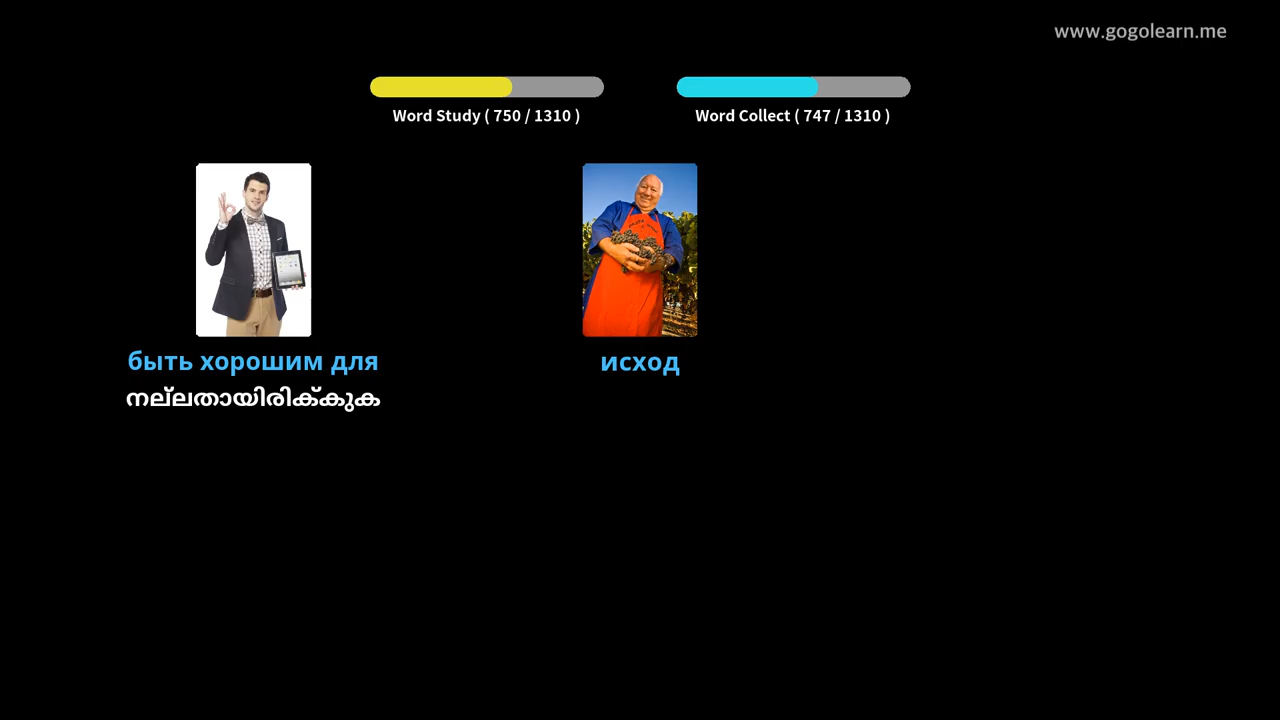 www.gogolearn.me
Word Study ( 750 / 1310 )
Word Collect ( 747 / 1310 )
быть хорошим для
исход
നല്ലതായിരിക്കുക